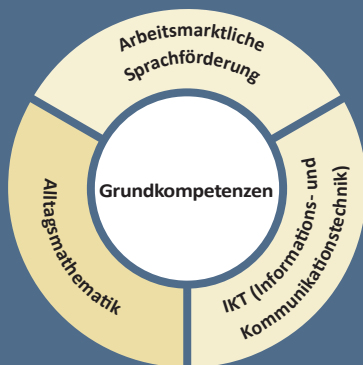 Arbeitsmarktliche
Sprachförderung
Grundkompetenzen
Alltagsmathematik
IKT (Informations- und
Kommunikationstechnik)